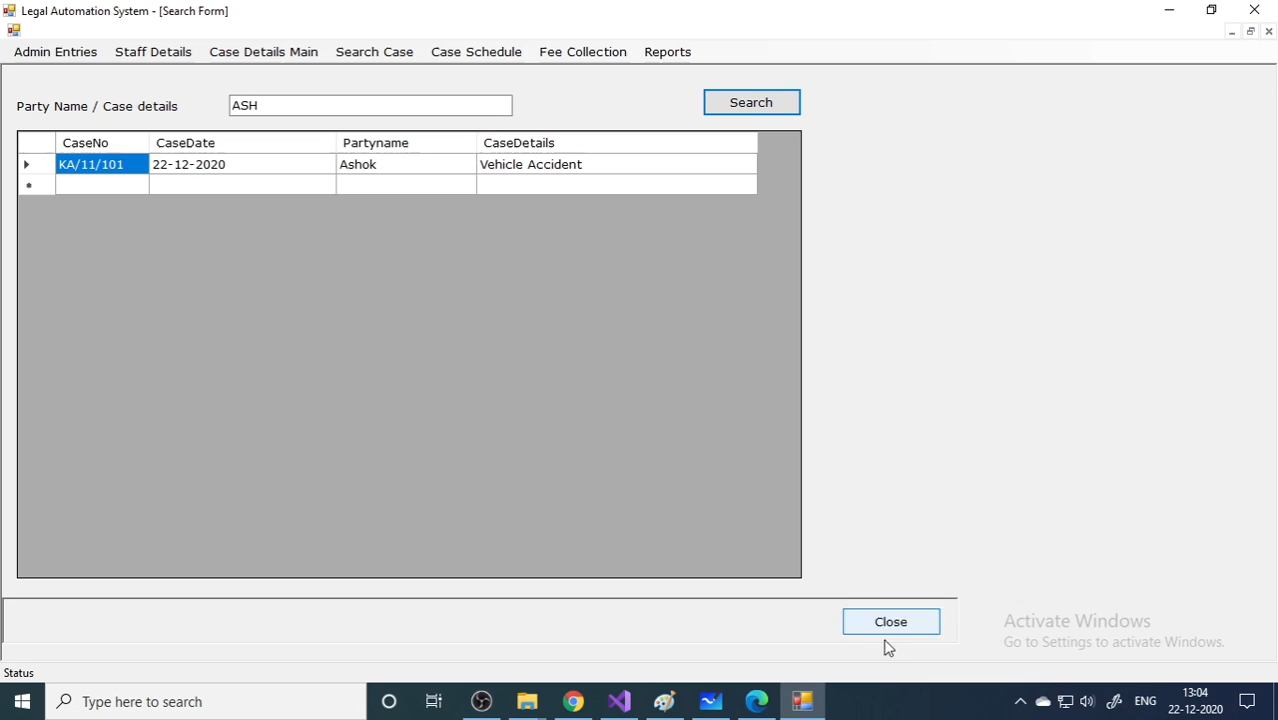 Legal Automation System - [Search Form]
Admin Entries Staff Details Case Details Main Search Case Case Schedule Fee Collection Reports
Party Name / Case details ASH Search
CaseNo CaseDate Partyname CaseDetails
KA/11/101 22-12-2020 Ashok Vehicle Accident
Close
Activate Windows
Go to Settings to activate Windows.
Status
Type here to search
ENG
13:04
22-12-2020